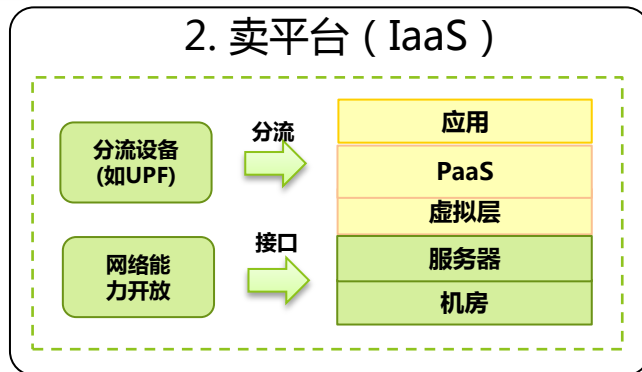 2. 卖平台（IaaS）
分流设备
(如UPF)
分流
网络能
力开放
接口
应用
PaaS
虚拟层
服务器
机房